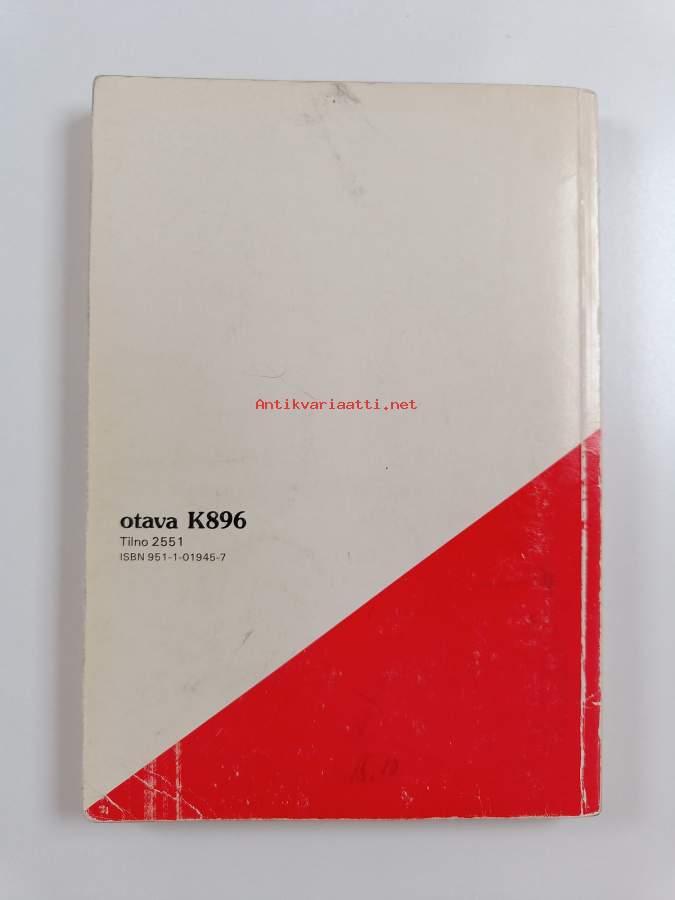 Antikvariaatti.net
otava K896
Tilno 2551
ISBN 951-1-01945-7